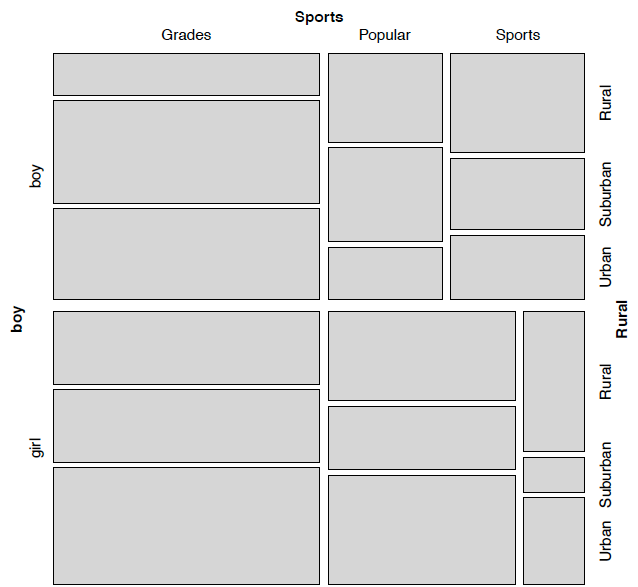 Sports
Grades Popular Sports
boy
girl
boy
Rural
Suburban
Urban
Rural
Suburban
Urban
Rural